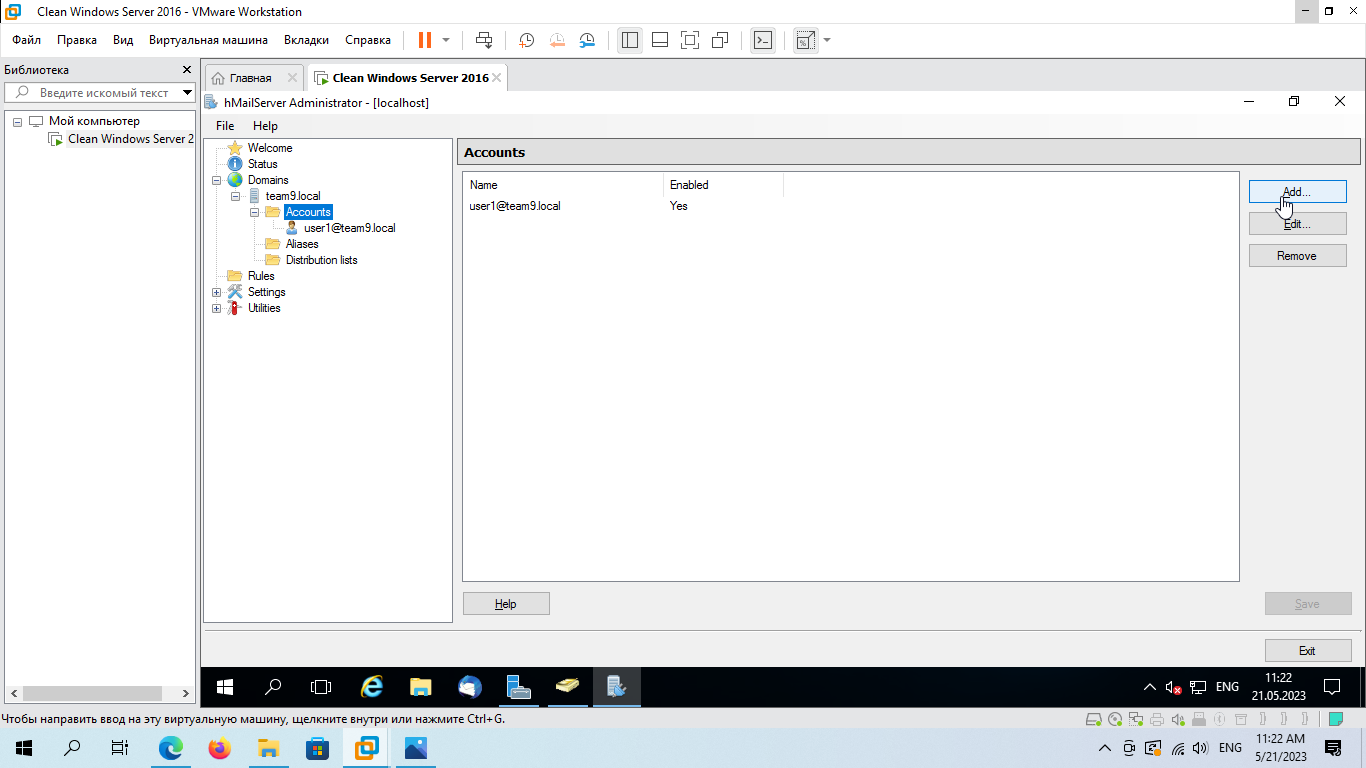 Clean Windows Server 2016 - VMware Workstation
Файл Правка Вид Виртуальная машина Вкладки Справка
Библиотека
Введите искомый текст
Мой компьютер
Clean Windows Server 2
Главная
Clean Windows Server 2016
hMailServer Administrator - [localhost]
File Help
Welcome
Status
Domains
team9.local
Accounts
user1@team9.local
Aliases
Distribution lists
Rules
Settings
Utilities
Accounts
Name Enabled
user1@team9.local Yes
Add...
Edit...
Remove
Help
Save
Exit
ENG
11:22
21.05.2023
Чтобы направить ввод на эту виртуальную машину, щелкните внутри или нажмите Ctrl+G.
ENG
11:22 AM
5/21/2023